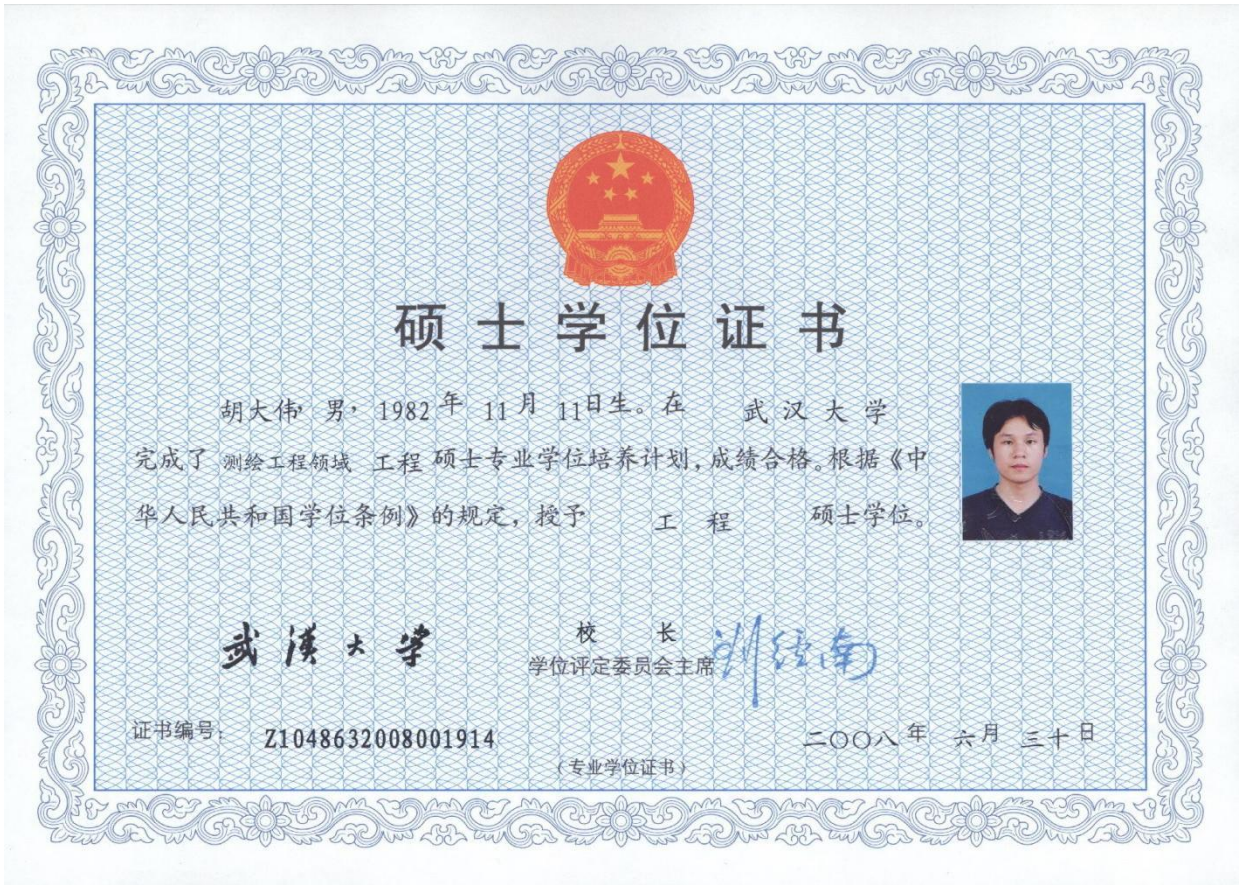 硕士学位证书
胡大伟, 男, 1982年 11月 11日生。在 武汉大学
完成了 测绘工程领域 工程 硕士专业学位培养计划, 成绩合格。根据《中
华人民共和国学位条例》的规定, 授予 工程 硕士学位。
武漢大学
校长 刘经南
学位评定委员会主席
证书编号: Z1048632008001914
二〇〇八年 六月 三十日
(专业学位证书)